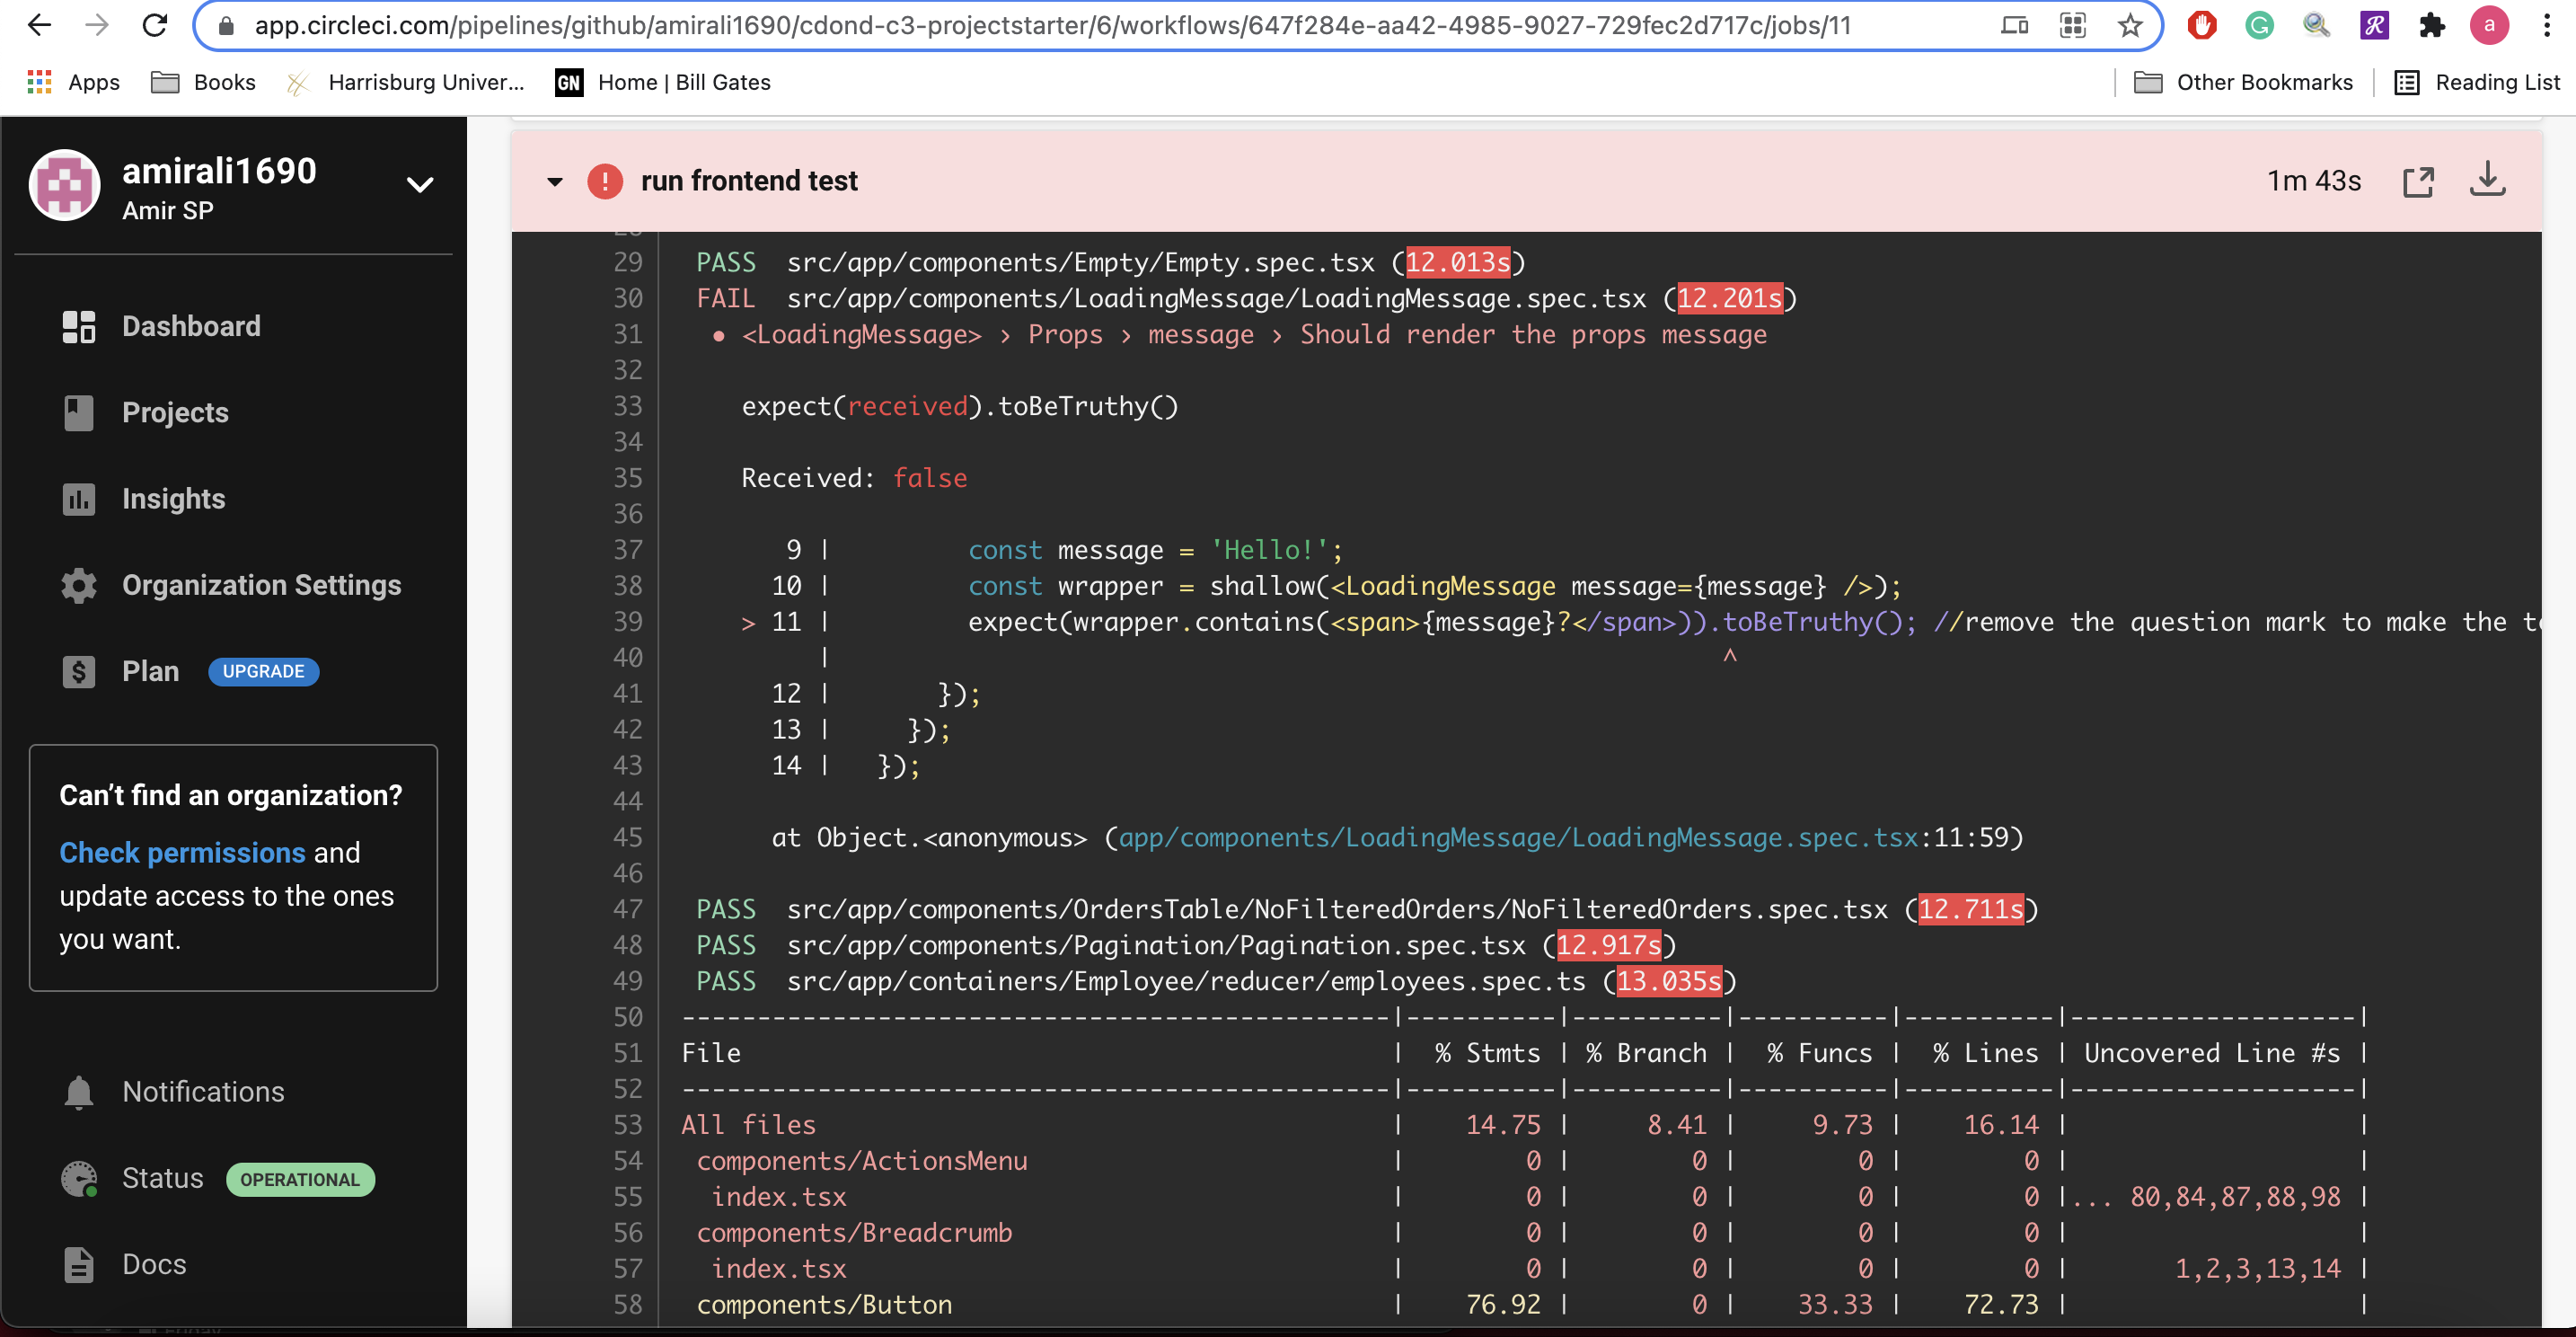 app.circleci.com/pipelines/github/amirali1690/cdond-c3-projectstarter/6/workflows/647f284e-aa42-4985-9027-729fec2d717c/jobs/11
a
Apps
Books
Harrisburg Univer...
GN
Home | Bill Gates
Other Bookmarks
Reading List
amirali1690
Amir SP
Dashboard
Projects
Insights
Organization Settings
Plan UPGRADE
Can't find an organization?
Check permissions and
update access to the ones
you want.
Notifications
Status OPERATIONAL
Docs
run frontend test
1m 43s
29 PASS src/app/components/Empty/Empty.spec.tsx (12.013s)
30 FAIL src/app/components/LoadingMessage/LoadingMessage.spec.tsx (12.201s)
31 ● <LoadingMessage> › Props › message › Should render the props message
32
33 expect(received).toBeTruthy()
34
35 Received: false
36
37 9 | const message = 'Hello!';
38 10 | const wrapper = shallow(<LoadingMessage message={message} />);
39 > 11 | expect(wrapper.contains(<span>{message}?</span>)).toBeTruthy(); //remove the question mark to make the
40 | ^
41 12 | });
42 13 | });
43 14 | });
44
45 at Object.<anonymous> (app/components/LoadingMessage/LoadingMessage.spec.tsx:11:59)
46
47 PASS src/app/components/OrdersTable/NoFilteredOrders/NoFilteredOrders.spec.tsx (12.711s)
48 PASS src/app/components/Pagination/Pagination.spec.tsx (12.917s)
49 PASS src/app/containers/Employee/reducer/employees.spec.ts (13.035s)
50 -----------------------------------------------|----------|----------|----------|----------|-------------------|
51 File | % Stmts | % Branch | % Funcs | % Lines | Uncovered Line #s |
52 -----------------------------------------------|----------|----------|----------|----------|-------------------|
53 All files | 14.75 | 8.41 | 9.73 | 16.14 | |
54 components/ActionsMenu | 0 | 0 | 0 | 0 | |
55 index.tsx | 0 | 0 | 0 | 0 |... 80,84,87,88,98 |
56 components/Breadcrumb | 0 | 0 | 0 | 0 | |
57 index.tsx | 0 | 0 | 0 | 0 | 1,2,3,13,14 |
58 components/Button | 76.92 | 0 | 33.33 | 72.73 | |